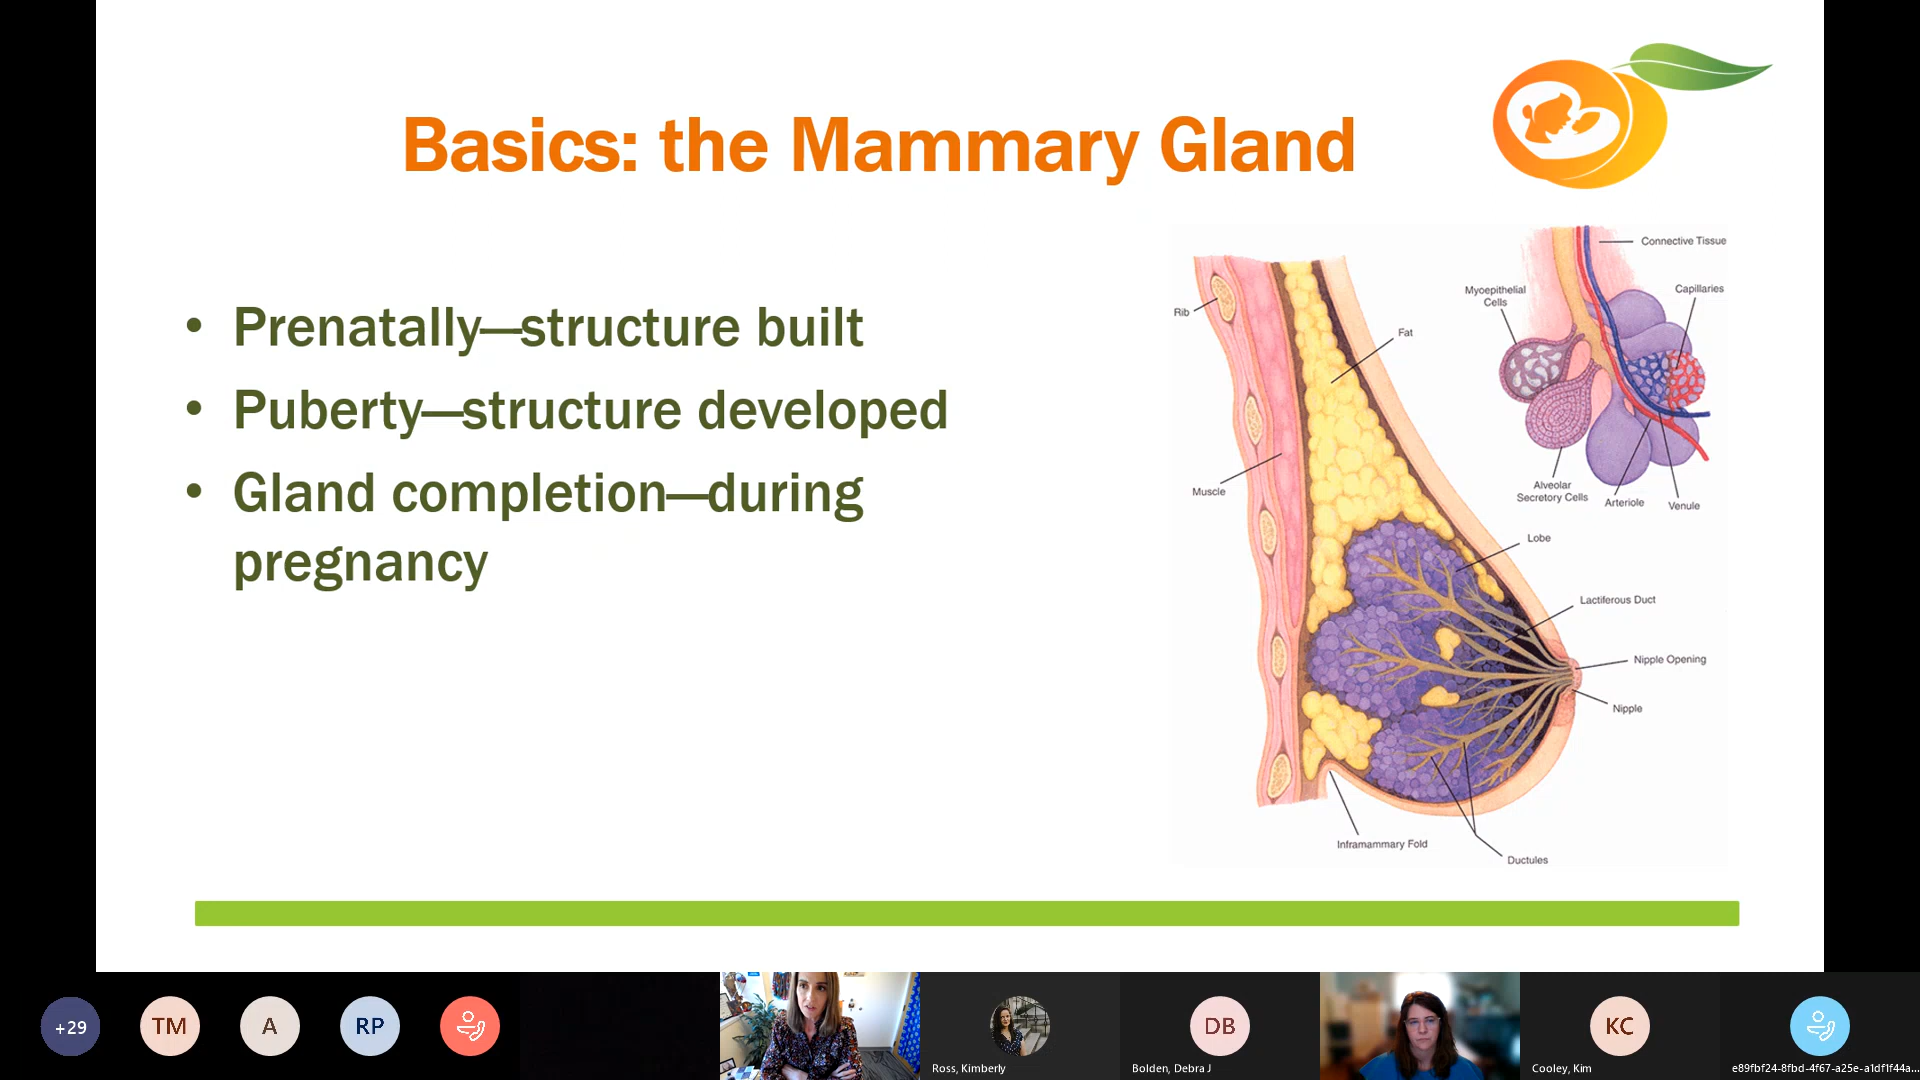 Basics: the Mammary Gland
• Prenatally—structure built
• Puberty—structure developed
• Gland completion—during
pregnancy
Connective Tissue
Myoepithelial
Cells
Capillaries
Rib
Fat
Muscle
Alveolar
Secretory Cells
Arteriole
Venule
Lobe
Lactiferous Duct
Nipple Opening
Nipple
Inframammary Fold
Ductules
+29
TM
A
RP
Ross, Kimberly
DB
Bolden, Debra J
KC
Cooley, Kim
e89fbf24-8fbd-4f67-a25e-a1df1f44a...